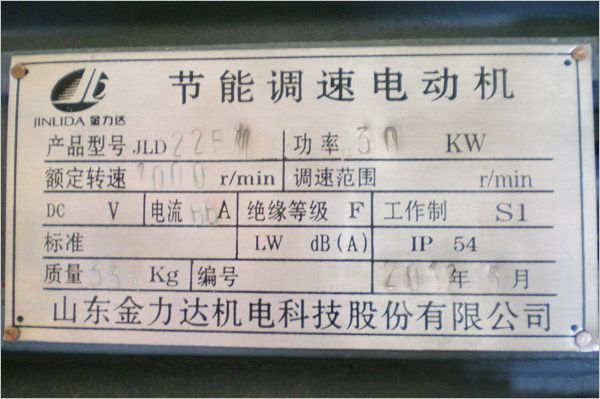 节能调速电动机
JINLIDA 金力达
产品型号 JLD 225M 功率 30 KW
额定转速 1000 r/min 调速范围 r/min
DC V 电流 66 A 绝缘等级 F 工作制 S1
标准 LW dB(A) IP 54
质量 Kg 编号 年 月
山东金力达机电科技股份有限公司